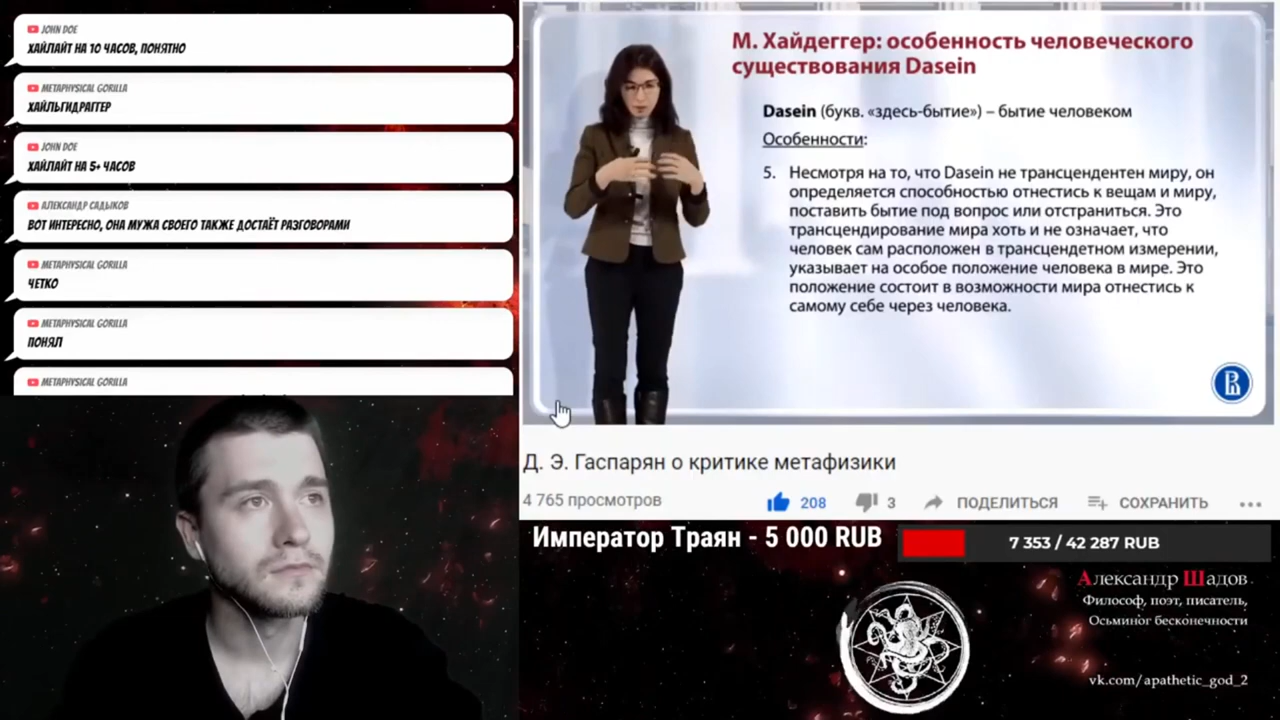 JOHN DOE
ХАЙЛАЙТ НА 10 ЧАСОВ, ПОНЯТНО
METAPHYSICAL GORILLA
ХАЙЛЬГИДРАГГЕР
JOHN DOE
ХАЙЛАЙТ НА 5+ ЧАСОВ
АЛЕКСАНДР САДЫКОВ
ВОТ ИНТЕРЕСНО, ОНА МУЖА СВОЕГО ТАКЖЕ ДОСТАЁТ РАЗГОВОРАМИ
METAPHYSICAL GORILLA
ЧЕТКО
METAPHYSICAL GORILLA
ПОНЯЛ
METAPHYSICAL GORILLA
М. Хайдеггер: особенность человеческого
существования Dasein
Dasein (букв. «здесь-бытие») – бытие человеком
Особенности:
5. Несмотря на то, что Dasein не трансцендентен миру, он
определяется способностью отнестись к вещам и миру,
поставить бытие под вопрос или отстраниться. Это
трансцендирование мира хоть и не означает, что
человек сам расположен в трансцендетном измерении,
указывает на особое положение человека в мире. Это
положение состоит в возможности мира отнестись к
самому себе через человека.
Д. Э. Гаспарян о критике метафизики
4 765 просмотров
208
3
ПОДЕЛИТЬСЯ
СОХРАНИТЬ
Император Траян - 5 000 RUB
7 353 / 42 287 RUB
Александр Шадов
Философ, поэт, писатель,
Осьминог бесконечности
vk.com/apathetic_god_2